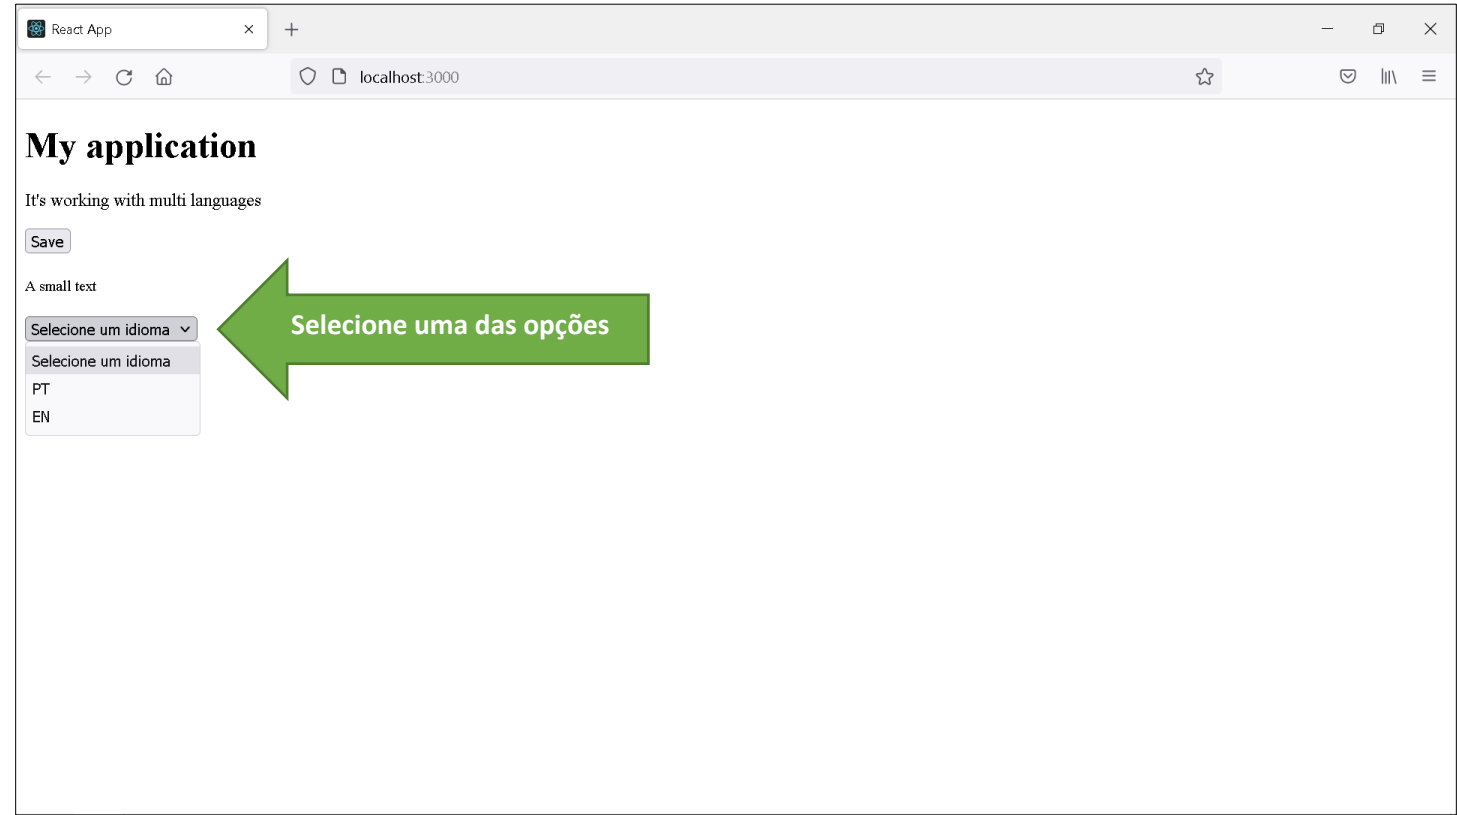 React App
localhost:3000
My application
It's working with multi languages
Save
A small text
Selecione um idioma
Selecione uma das opções
Selecione um idioma
PT
EN